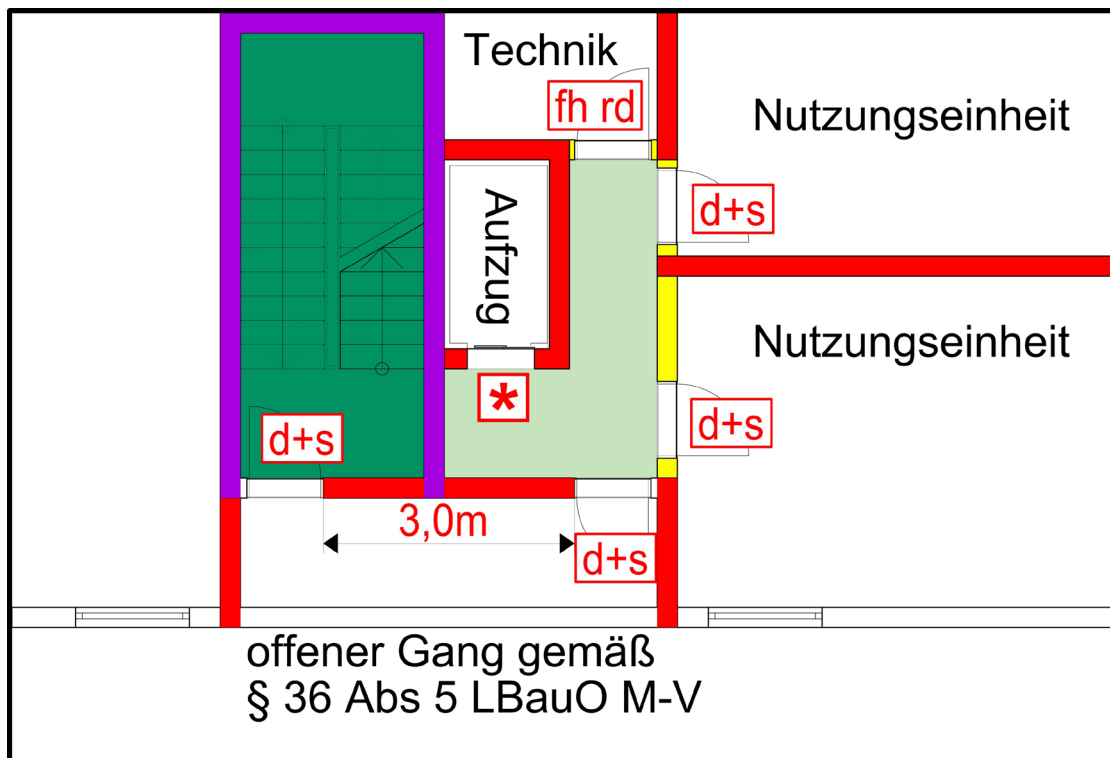 Technik
fh rd
Nutzungseinheit
d+s
Aufzug
Nutzungseinheit
*
d+s
d+s
3,0m
d+s
offener Gang gemäß
§ 36 Abs 5 LBauO M-V